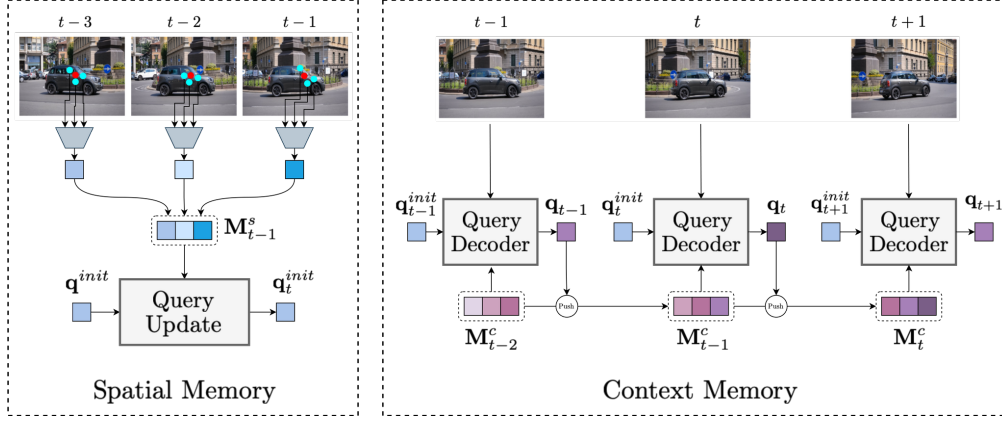 t − 3 t − 2 t − 1
M^s_{t−1}
q^{init} q^{init}_t
Query
Update
Spatial Memory
t − 1 t t + 1
q^{init}_{t−1} q_{t−1} q^{init}_t q_t q^{init}_{t+1} q_{t+1}
Query Query Query
Decoder Decoder Decoder
Push Push
M^c_{t−2} M^c_{t−1} M^c_t
Context Memory